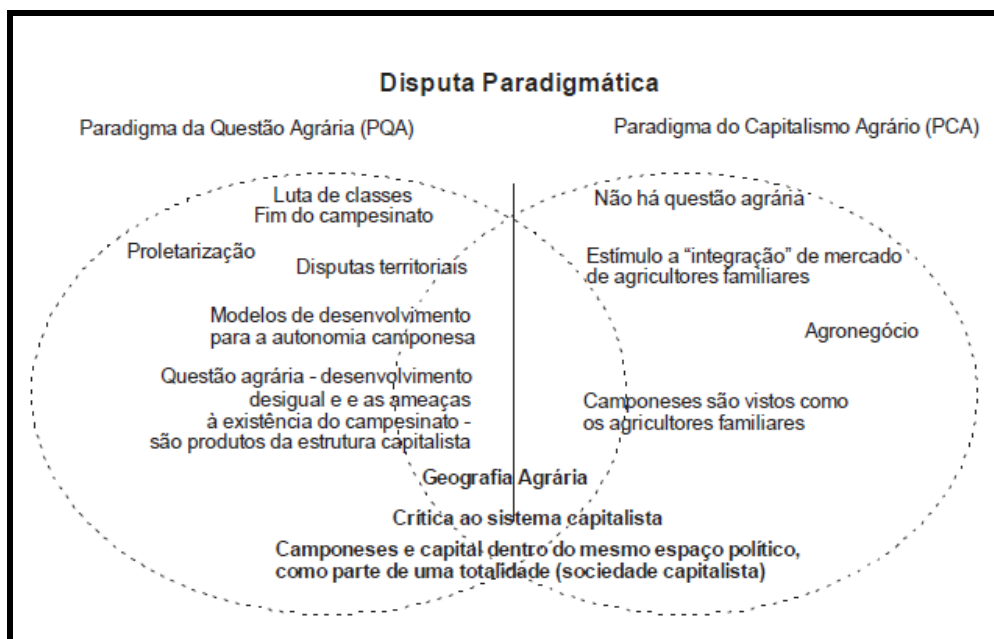 Disputa Paradigmática
Paradigma da Questão Agrária (PQA)
Paradigma do Capitalismo Agrário (PCA)
Luta de classes
Fim do campesinato
Proletarização
Disputas territoriais
Modelos de desenvolvimento
para a autonomia camponesa
Questão agrária - desenvolvimento
desigual e e as ameaças
à existência do campesinato -
são produtos da estrutura capitalista
Não há questão agrária
Estímulo a “integração” de mercado
de agricultores familiares
Agronegócio
Camponeses são vistos como
os agricultores familiares
Geografia Agrária
Crítica ao sistema capitalista
Camponeses e capital dentro do mesmo espaço político,
como parte de uma totalidade (sociedade capitalista)